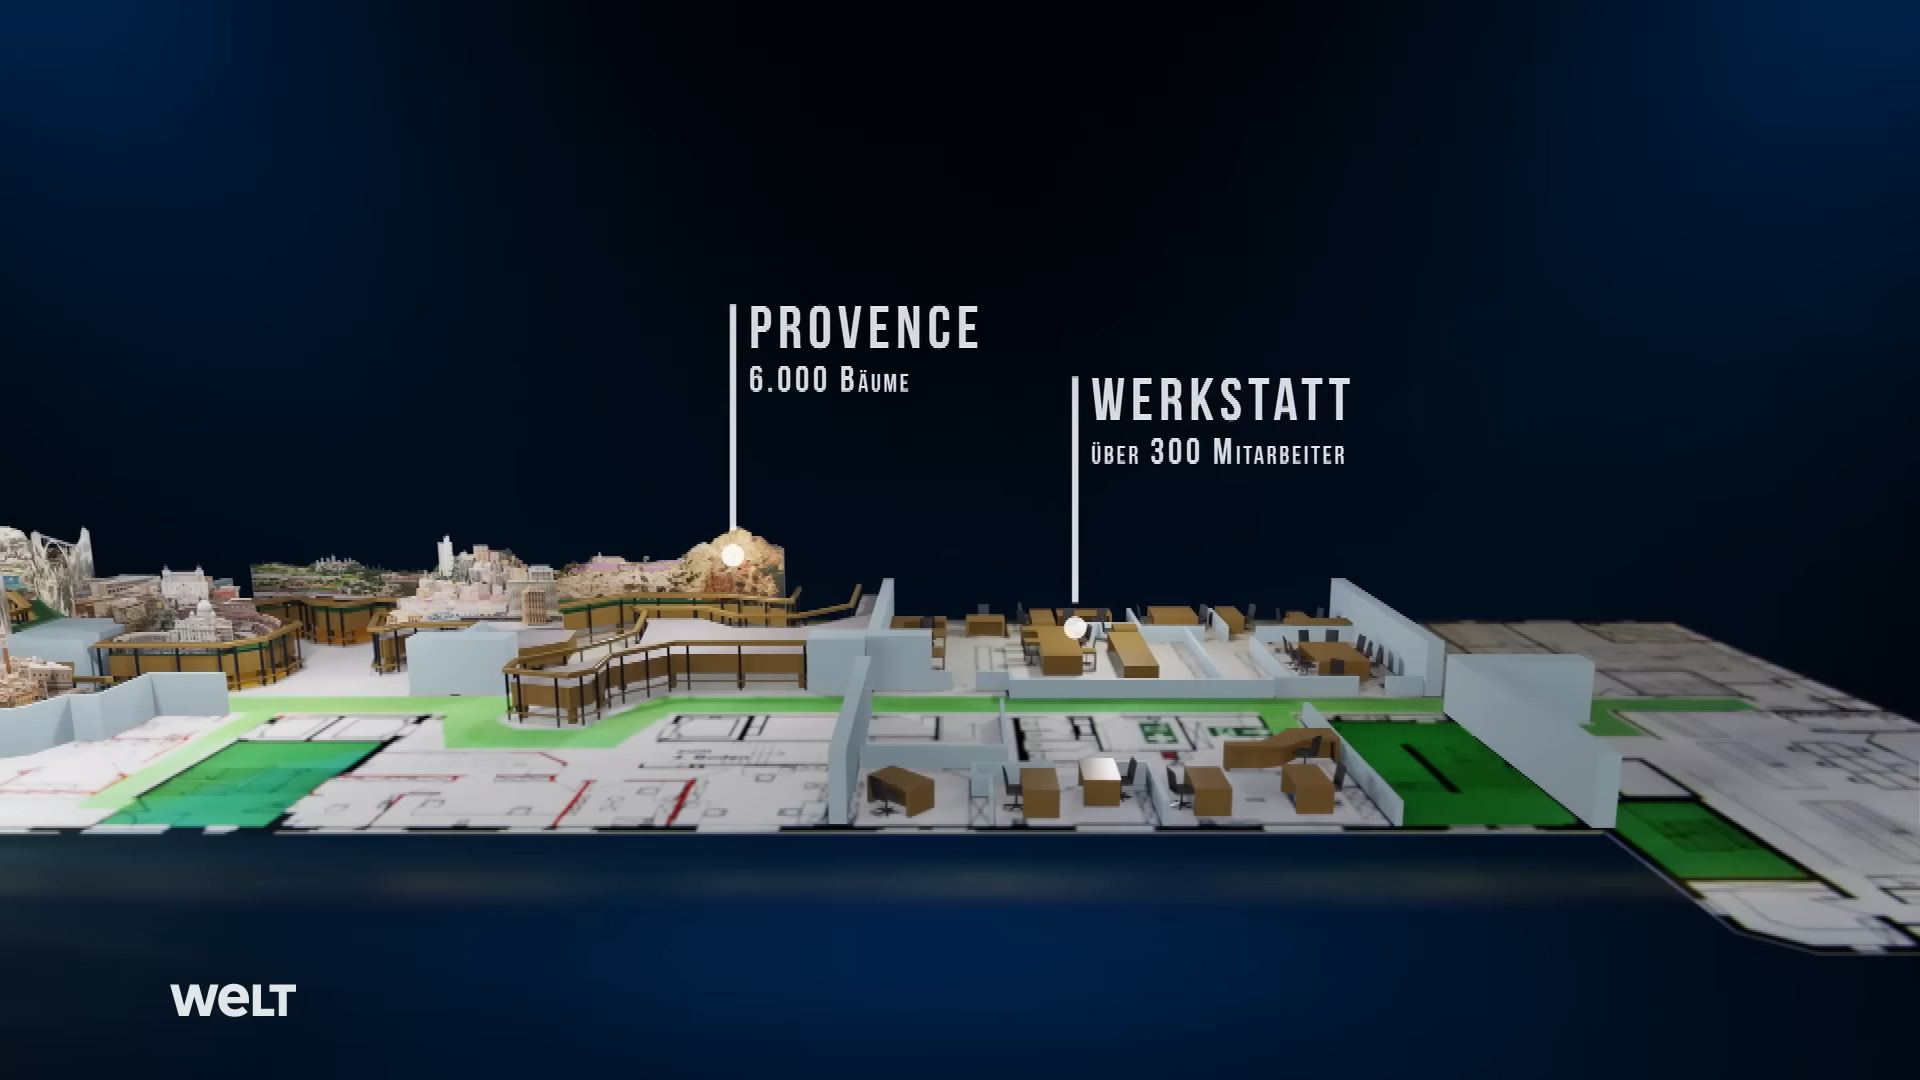 PROVENCE
6.000 BÄUME
WERKSTATT
ÜBER 300 MITARBEITER
WELT